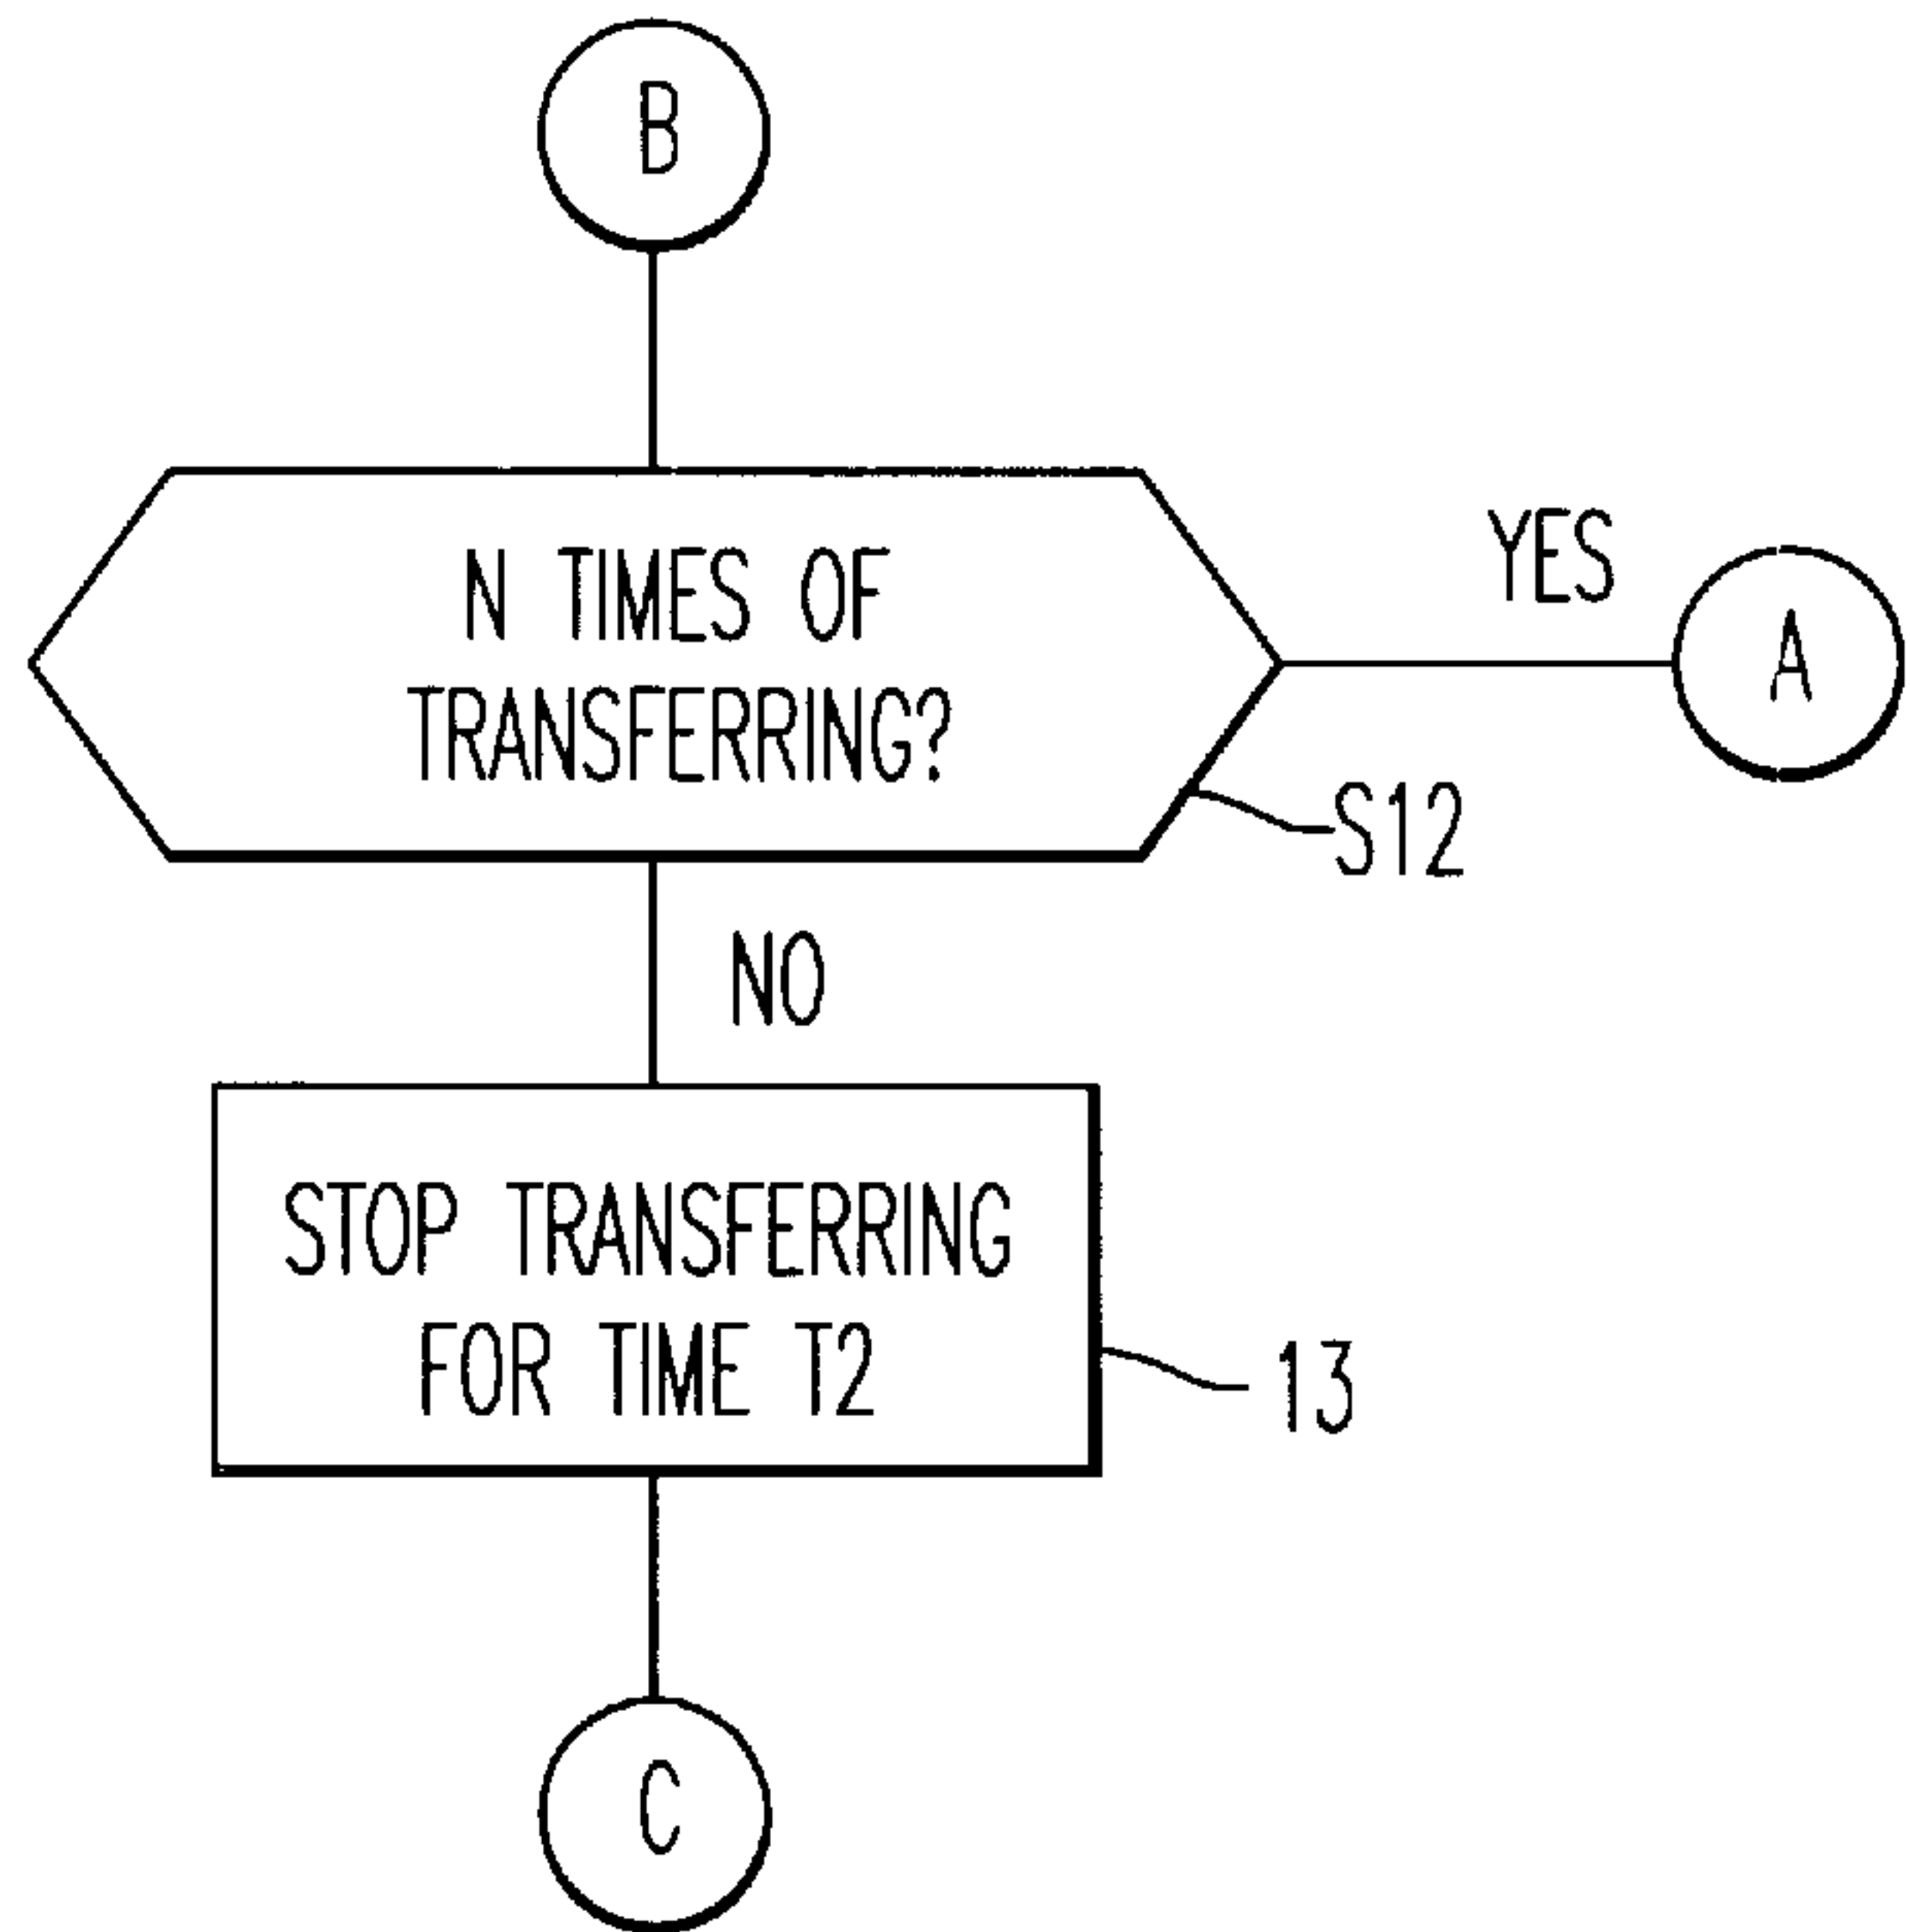 B
N TIMES OF
TRANSFERRING?
YES
A
S12
NO
STOP TRANSFERRING
FOR TIME T2
13
C